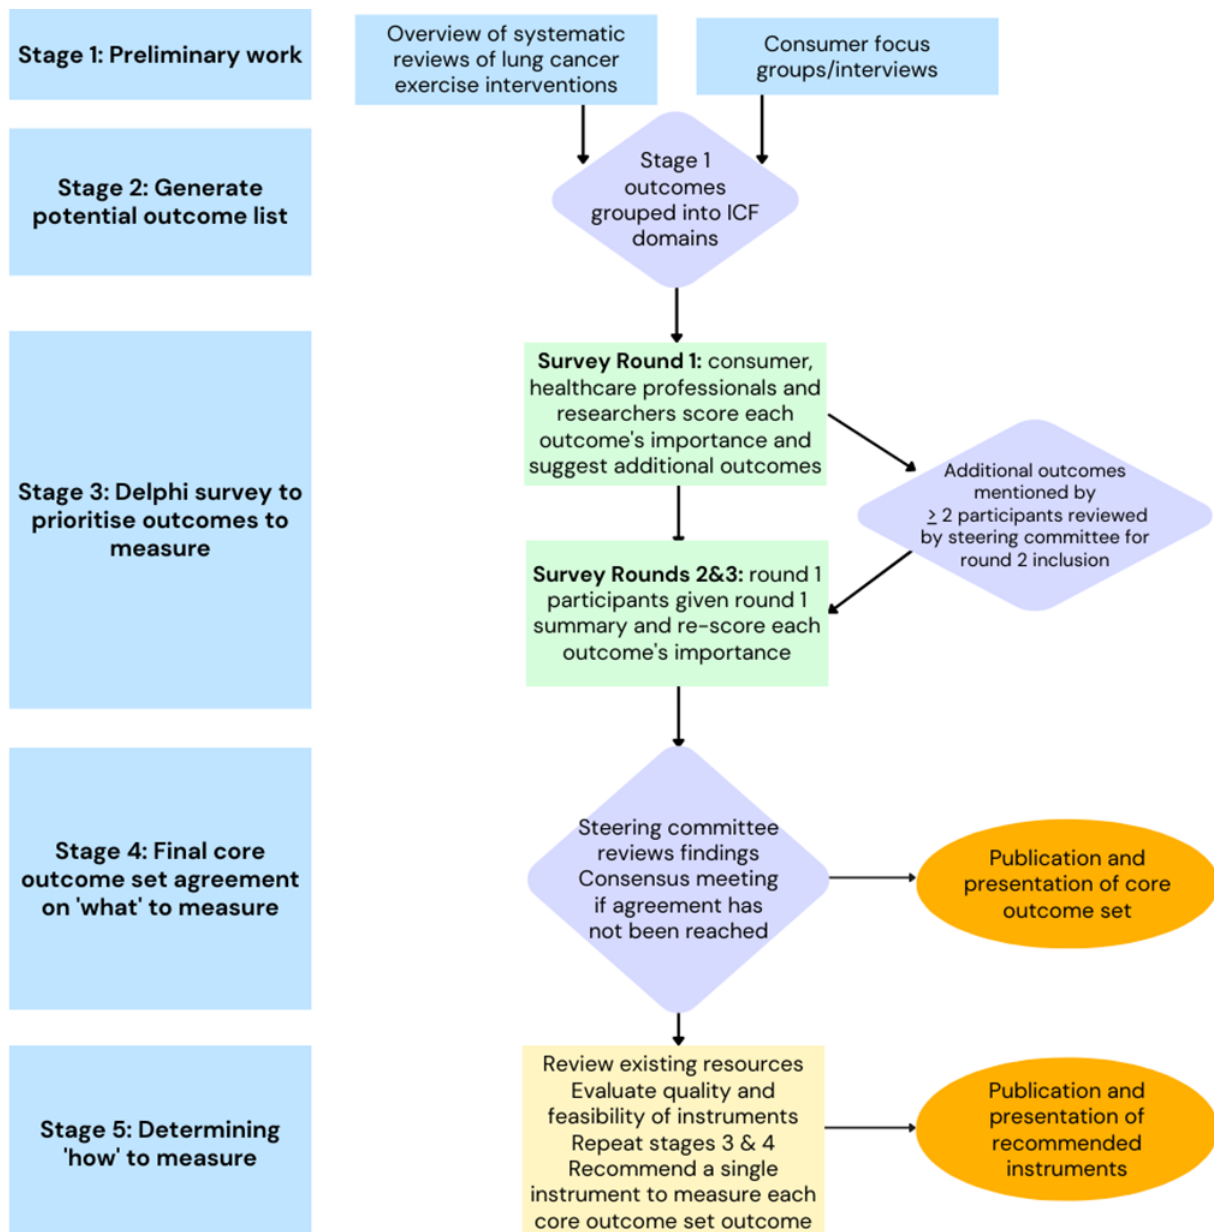 Stage 1: Preliminary work
Overview of systematic
reviews of lung cancer
exercise interventions
Consumer focus
groups/interviews
Stage 2: Generate
potential outcome list
Stage 1
outcomes
grouped into ICF
domains
Stage 3: Delphi survey to
prioritise outcomes to
measure
Survey Round 1: consumer,
healthcare professionals and
researchers score each
outcome's importance and
suggest additional outcomes
Additional outcomes
mentioned by
≥ 2 participants reviewed
by steering committee for
round 2 inclusion
Survey Rounds 2&3: round 1
participants given round 1
summary and re-score each
outcome's importance
Stage 4: Final core
outcome set agreement
on 'what' to measure
Steering committee
reviews findings
Consensus meeting
if agreement has
not been reached
Publication and
presentation of core
outcome set
Stage 5: Determining
'how' to measure
Review existing resources
Evaluate quality and
feasibility of instruments
Repeat stages 3 & 4
Recommend a single
instrument to measure each
core outcome set outcome
Publication and
presentation of
recommended
instruments